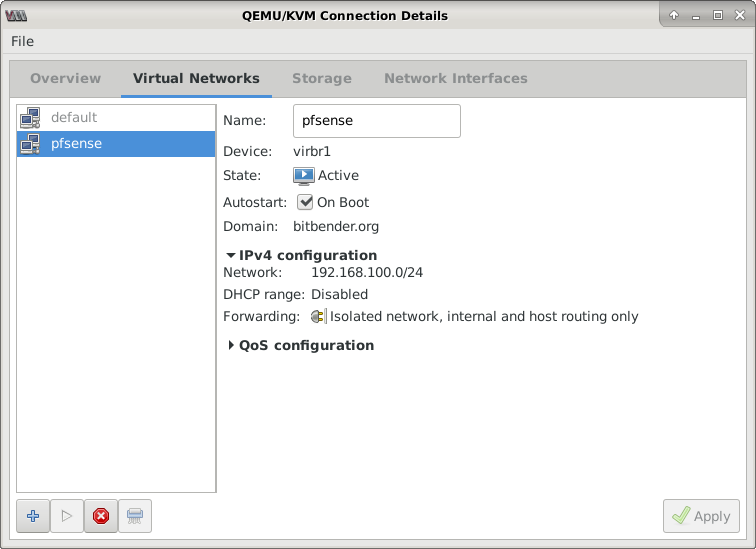 QEMU/KVM Connection Details
File
Overview Virtual Networks Storage Network Interfaces
default
pfsense
Name: pfsense
Device: virbr1
State: Active
Autostart: On Boot
Domain: bitbender.org
IPv4 configuration
Network: 192.168.100.0/24
DHCP range: Disabled
Forwarding: Isolated network, internal and host routing only
QoS configuration
Apply